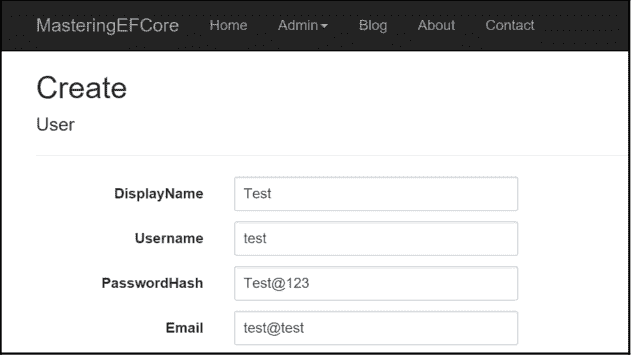 MasteringEFCore Home Admin Blog About Contact
Create
User
DisplayName Test
Username test
PasswordHash Test@123
Email test@test